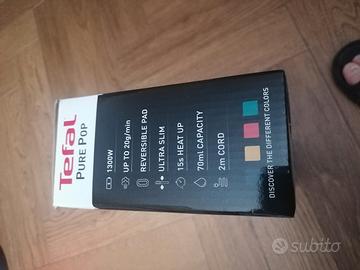 Tefal
PURE POP
1300W
UP TO 20g/min
REVERSIBLE PAD
ULTRA SLIM
15s HEAT UP
70ml CAPACITY
2m CORD
DISCOVER THE DIFFERENT COLORS
subito